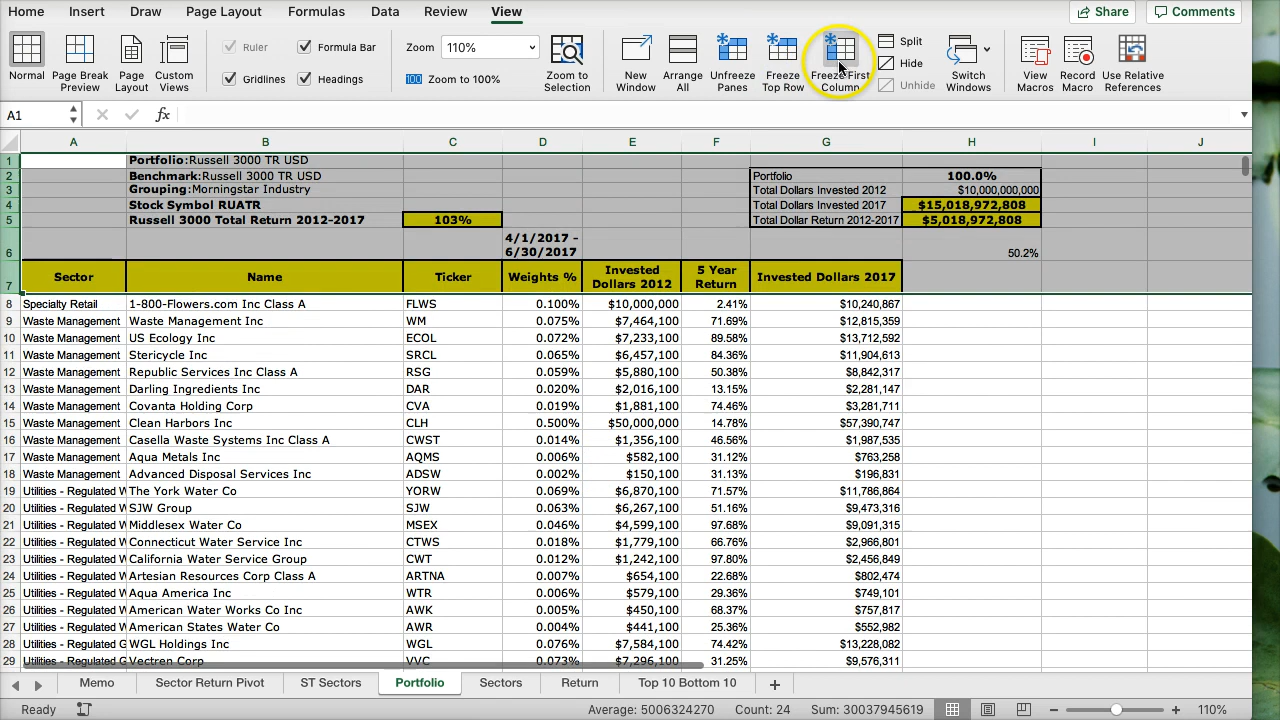 Home Insert Draw Page Layout Formulas Data Review View Share Comments
Normal Page Break Preview Page Layout Custom Views
Ruler Formula Bar
Gridlines Headings
Zoom 110%
100 Zoom to 100%
Zoom to Selection
New Window Arrange All Unfreeze Panes Freeze Top Row Freeze First Column
Split
Hide
Unhide
Switch Windows View Macros Record Macro Use Relative References
A1 fx
A B C D E F G H I J
1 Portfolio:Russell 3000 TR USD
2 Benchmark:Russell 3000 TR USD Portfolio 100.0%
3 Grouping:Morningstar Industry Total Dollars Invested 2012 $10,000,000,000
4 Stock Symbol RUATR Total Dollars Invested 2017 $15,018,972,808
5 Russell 3000 Total Return 2012-2017 103% Total Dollar Return 2012-2017 $5,018,972,808
6 4/1/2017 - 6/30/2017 50.2%
7 Sector Name Ticker Weights % Invested Dollars 2012 5 Year Return Invested Dollars 2017
8 Specialty Retail 1-800-Flowers.com Inc Class A FLWS 0.100% $10,000,000 2.41% $10,240,867
9 Waste Management Waste Management Inc WM 0.075% $7,464,100 71.69% $12,815,359
10 Waste Management US Ecology Inc ECOL 0.072% $7,233,100 89.58% $13,712,592
11 Waste Management Stericycle Inc SRCL 0.065% $6,457,100 84.36% $11,904,613
12 Waste Management Republic Services Inc Class A RSG 0.059% $5,880,100 50.38% $8,842,317
13 Waste Management Darling Ingredients Inc DAR 0.020% $2,016,100 13.15% $2,281,147
14 Waste Management Covanta Holding Corp CVA 0.019% $1,881,100 74.46% $3,281,711
15 Waste Management Clean Harbors Inc CLH 0.500% $50,000,000 14.78% $57,390,747
16 Waste Management Casella Waste Systems Inc Class A CWST 0.014% $1,356,100 46.56% $1,987,535
17 Waste Management Aqua Metals Inc AQMS 0.006% $582,100 31.12% $763,258
18 Waste Management Advanced Disposal Services Inc ADSW 0.002% $150,100 31.13% $196,831
19 Utilities - Regulated W The York Water Co YORW 0.069% $6,870,100 71.57% $11,786,864
20 Utilities - Regulated W SJW Group SJW 0.063% $6,267,100 51.16% $9,473,316
21 Utilities - Regulated W Middlesex Water Co MSEX 0.046% $4,599,100 97.68% $9,091,315
22 Utilities - Regulated W Connecticut Water Service Inc CTWS 0.018% $1,779,100 66.76% $2,966,801
23 Utilities - Regulated W California Water Service Group CWT 0.012% $1,242,100 97.80% $2,456,849
24 Utilities - Regulated W Artesian Resources Corp Class A ARTNA 0.007% $654,100 22.68% $802,474
25 Utilities - Regulated W Aqua America Inc WTR 0.006% $579,100 29.36% $749,101
26 Utilities - Regulated W American Water Works Co Inc AWK 0.005% $450,100 68.37% $757,817
27 Utilities - Regulated W American States Water Co AWR 0.004% $441,100 25.36% $552,982
28 Utilities - Regulated G WGL Holdings Inc WGL 0.076% $7,584,100 74.42% $13,228,082
29 Utilities - Regulated G Vectren Corp VVC 0.073% $7,296,100 31.25% $9,576,311
Memo Sector Return Pivot ST Sectors Portfolio Sectors Return Top 10 Bottom 10
Ready Average: 5006324270 Count: 24 Sum: 30037945619 110%